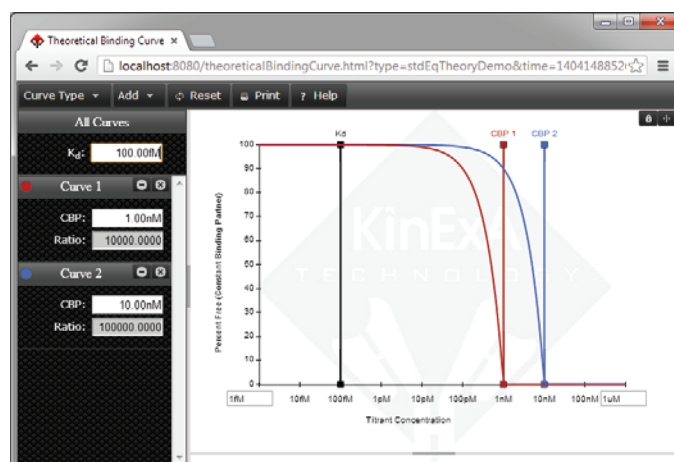 Theoretical Binding Curve
localhost:8080/theoreticalBindingCurve.html?type=stdEqTheoryDemo&time=140414885
Curve Type Add Reset Print ? Help
All Curves
Kd: 100.00fM
Curve 1
CBP: 1.00nM
Ratio: 10000.0000
Curve 2
CBP: 10.00nM
Ratio: 100000.0000
Kd CBP 1 CBP 2
Percent Free (Constant Binding Partner)
100
90
80
70
60
50
40
30
20
10
0
KinExA
TECHNOLOGY
1fM 10fM 100fM 1pM 10pM 100pM 1nM 10nM 100nM 1uM
Titrant Concentration